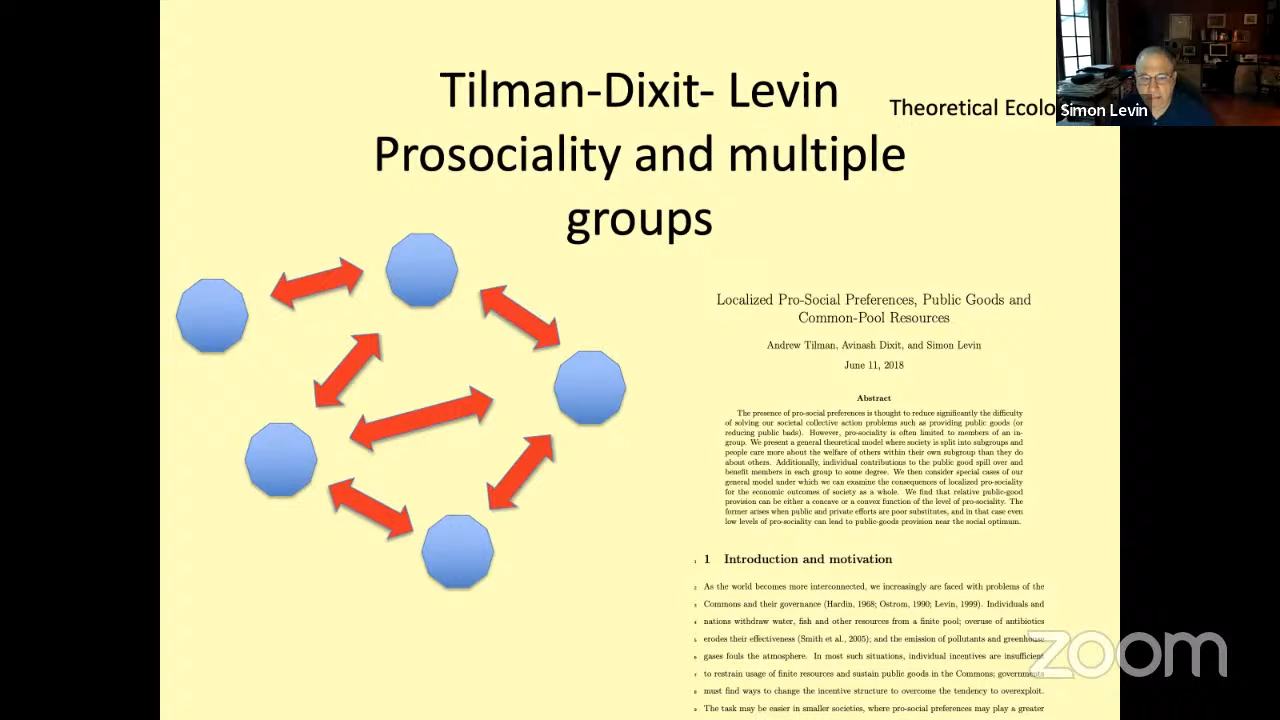 Tilman-Dixit- Levin
Theoretical Ecolo
Simon Levin
Prosociality and multiple
groups
Localized Pro-Social Preferences, Public Goods and
Common-Pool Resources
Andrew Tilman, Avinash Dixit, and Simon Levin
June 11, 2018
Abstract
The presence of pro-social preferences is thought to reduce significantly the difficulty
of solving our societal collective action problems such as providing public goods (or
reducing public bads). However, pro-sociality is often limited to members of an in-
group. We present a general theoretical model where society is split into subgroups and
people care more about the welfare of others within their own subgroup than they do
about others. Additionally, individual contributions to the public good spill over and
benefit members in each group to some degree. We then consider special cases of our
general model under which we can examine the consequences of localized pro-sociality
for the economic outcomes of society as a whole. We find that relative public-good
provision can be either a concave or a convex function of the level of pro-sociality. The
former arises when public and private efforts are poor substitutes, and in that case even
low levels of pro-sociality can lead to public-goods provision near the social optimum.
1 1 Introduction and motivation
2 As the world becomes more interconnected, we increasingly are faced with problems of the
3 Commons and their governance (Hardin, 1968; Ostrom, 1990; Levin, 1999). Individuals and
4 nations withdraw water, fish and other resources from a finite pool; overuse of antibiotics
5 erodes their effectiveness (Smith et al., 2005); and the emission of pollutants and greenhouse
6 gases fouls the atmosphere. In most such situations, individual incentives are insufficient
7 to restrain usage of finite resources and sustain public goods in the Commons; governments
8 must find ways to change the incentive structure to overcome the tendency to overexploit.
9 The task may be easier in smaller societies, where pro-social preferences may play a greater
zoom